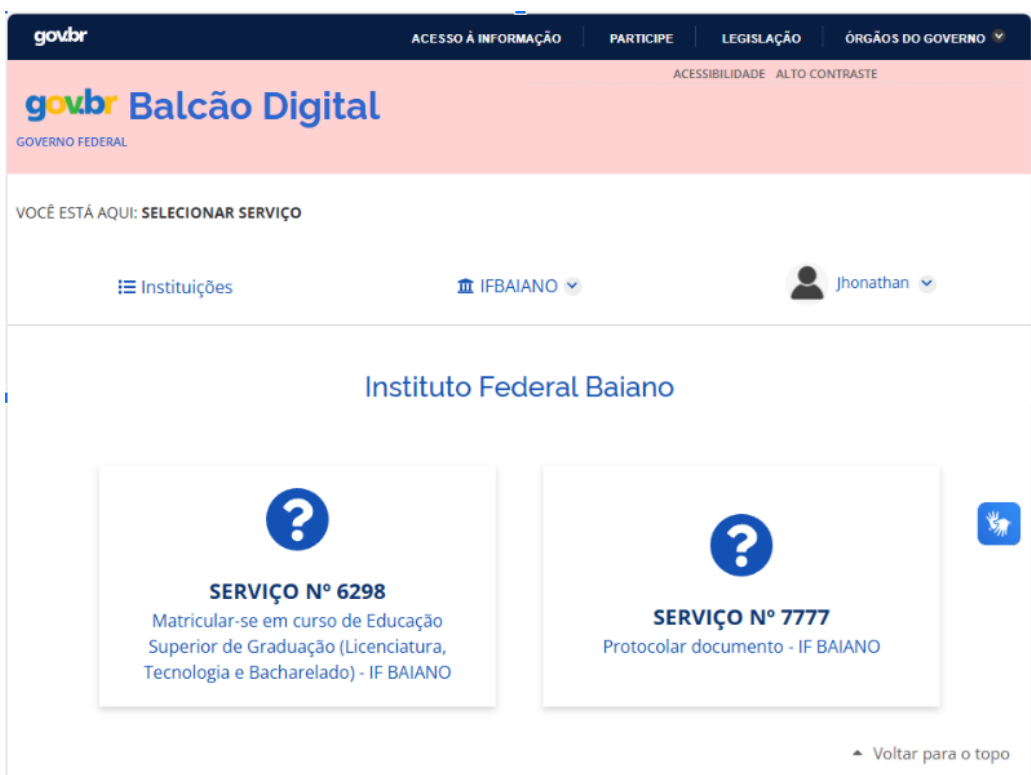 gov.br ACESSO À INFORMAÇÃO PARTICIPE LEGISLAÇÃO ÓRGÃOS DO GOVERNO
ACESSIBILIDADE ALTO CONTRASTE
gov.br Balcão Digital
GOVERNO FEDERAL
VOCÊ ESTÁ AQUI: SELECIONAR SERVIÇO
Instituições IFBAIANO Jhonathan
Instituto Federal Baiano
SERVIÇO Nº 6298
Matricular-se em curso de Educação
Superior de Graduação (Licenciatura,
Tecnologia e Bacharelado) - IF BAIANO
SERVIÇO Nº 7777
Protocolar documento - IF BAIANO
Voltar para o topo